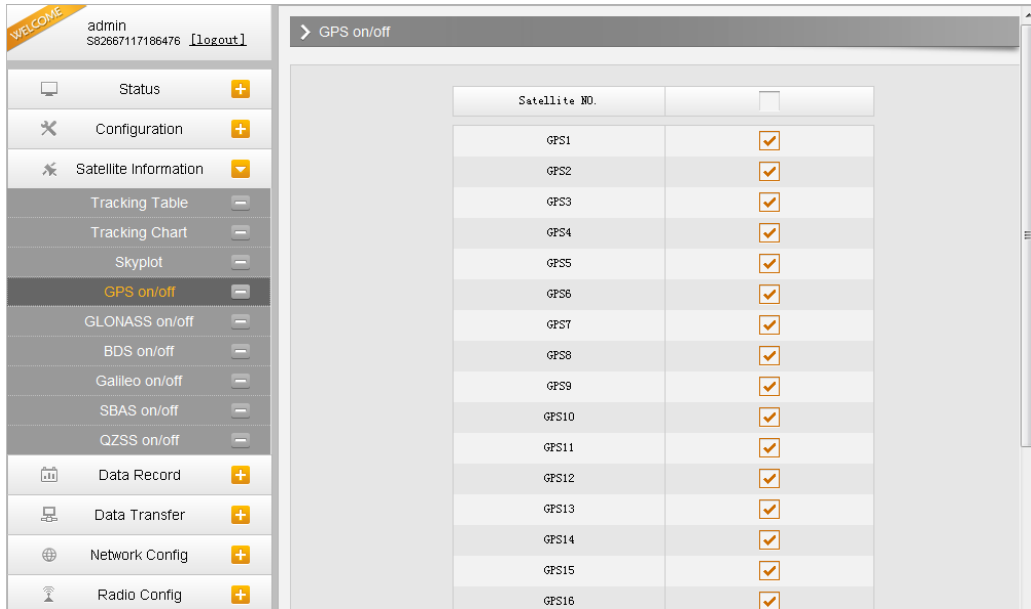 WELCOME
admin
S82667117186476 [logout]
Status
Configuration
Satellite Information
Tracking Table
Tracking Chart
Skyplot
GPS on/off
GLONASS on/off
BDS on/off
Galileo on/off
SBAS on/off
QZSS on/off
Data Record
Data Transfer
Network Config
Radio Config
GPS on/off
Satellite NO.
GPS1
GPS2
GPS3
GPS4
GPS5
GPS6
GPS7
GPS8
GPS9
GPS10
GPS11
GPS12
GPS13
GPS14
GPS15
GPS16